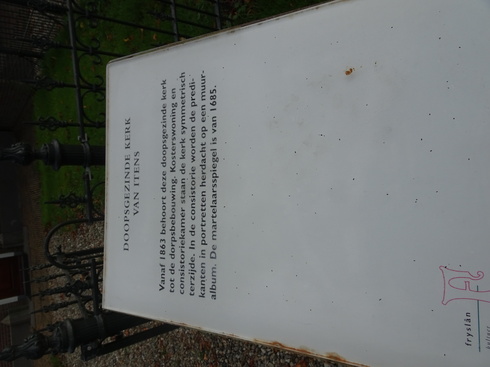 DOOPSGEZINDE KERK
VAN ITENS
Vanaf 1863 behoort deze doopsgezinde kerk
tot de dorpsbebouwing. Kosterswoning en
consistoriekamer staan de kerk symmetrisch
terzijde. In de consistorie worden de predi-
kanten in portretten herdacht op een muur-
album. De martelaarsspiegel is van 1685.
fryslân